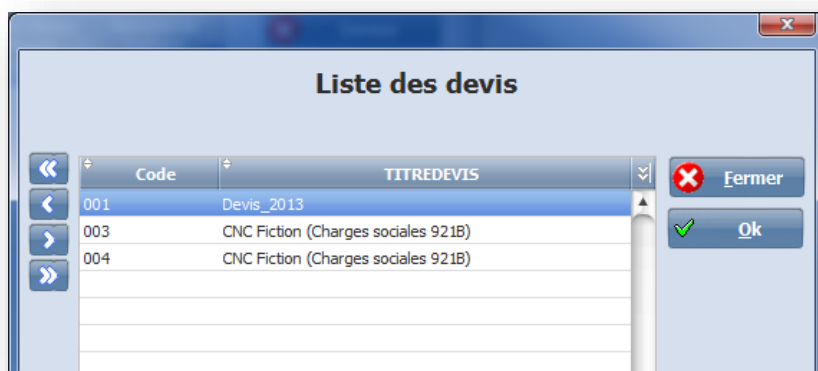 Liste des devis
Code TITREDEVIS
Fermer
001 Devis_2013
Ok
003 CNC Fiction (Charges sociales 921B)
004 CNC Fiction (Charges sociales 921B)